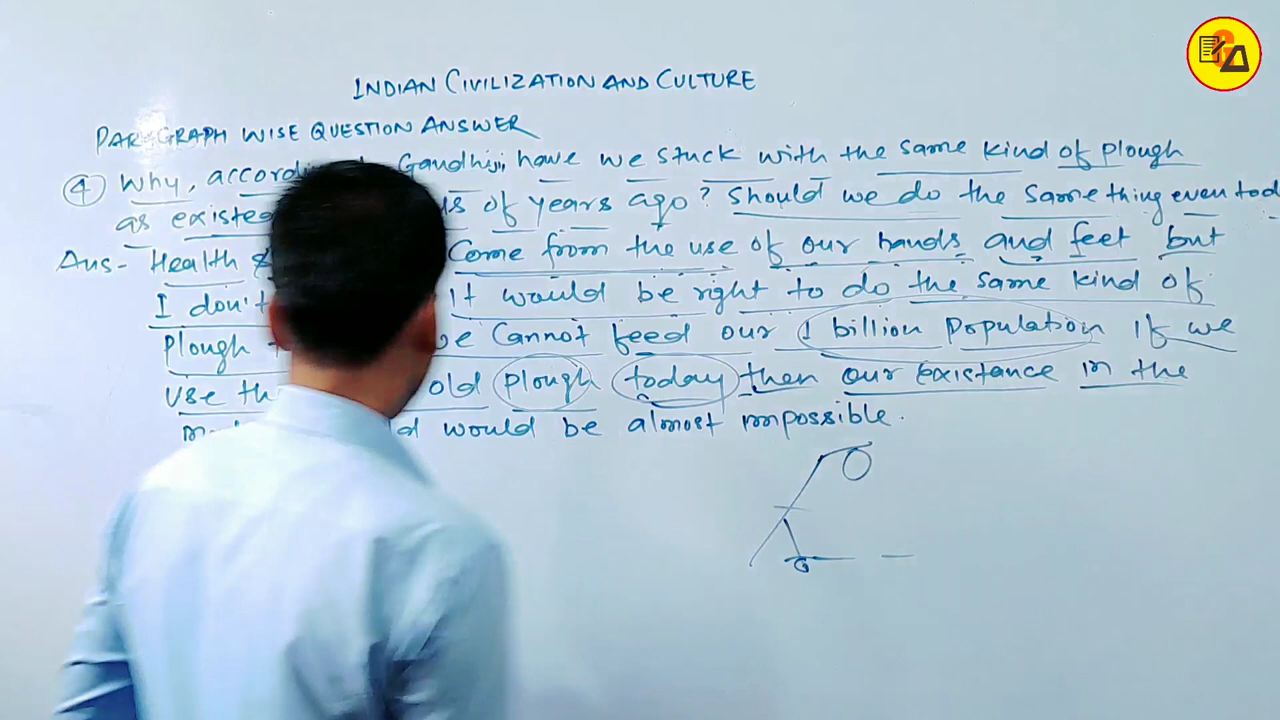 INDIAN CIVILIZATION AND CULTURE
PARAGRAPH WISE QUESTION ANSWER
④ Why, Gandhiji, have we stuck with the same kind of plough
as of years ago? Should we do the same thing even
Ans- Health come from the use of our hands and feet but
I don't it would be right to do the same kind of
plough cannot feed our 1 billion population if we
use old plough today then our existance in the
would be almost impossible.